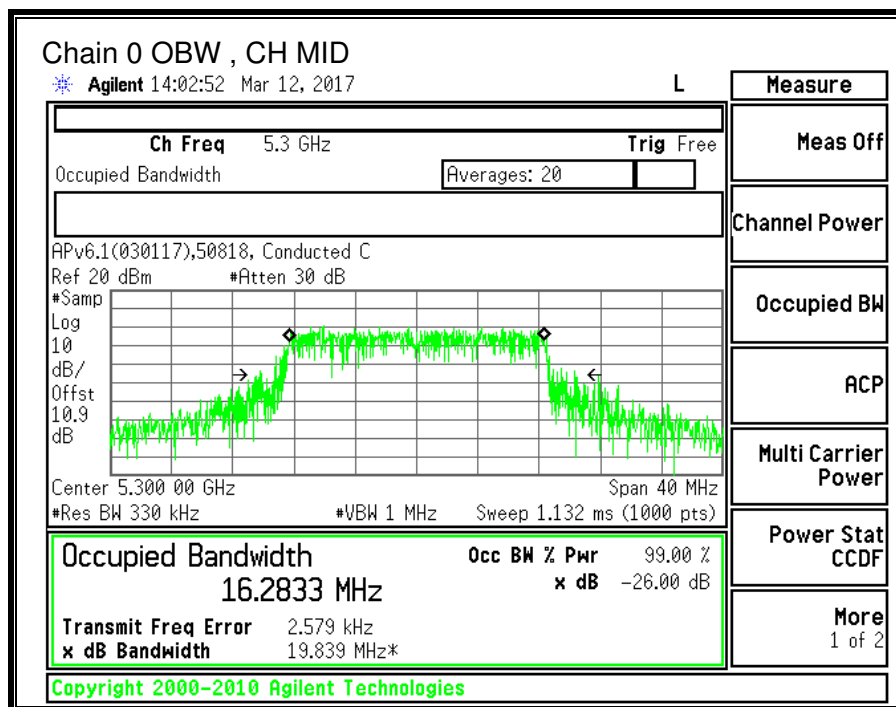 Chain 0 OBW , CH MID
Agilent 14:02:52 Mar 12, 2017 L
Measure
Ch Freq 5.3 GHz Trig Free
Meas Off
Occupied Bandwidth Averages: 20
Channel Power
APv6.1(030117),50818, Conducted C
Ref 20 dBm #Atten 30 dB
#Samp
Log
10
dB/
Offst
10.9
dB
Occupied BW
ACP
Center 5.300 00 GHz Span 40 MHz
#Res BW 330 kHz #VBW 1 MHz Sweep 1.132 ms (1000 pts)
Multi Carrier
Power
Occupied Bandwidth Occ BW % Pwr 99.00 %
16.2833 MHz x dB -26.00 dB
Power Stat
CCDF
Transmit Freq Error 2.579 kHz
x dB Bandwidth 19.839 MHz*
More
1 of 2
Copyright 2000-2010 Agilent Technologies